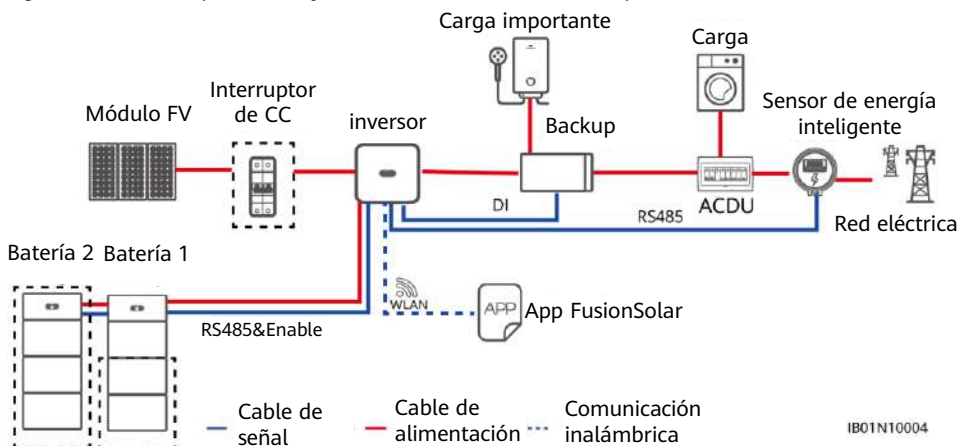 Carga importante
Carga
Sensor de energía
inteligente
Interruptor
de CC
Módulo FV
inversor
Backup
DI
RS485
ACDU
Red eléctrica
Batería 2
Batería 1
WLAN
APP
App FusionSolar
RS485&Enable
Cable de
señal
Cable de
alimentación
Comunicación
inalámbrica
IB01N10004